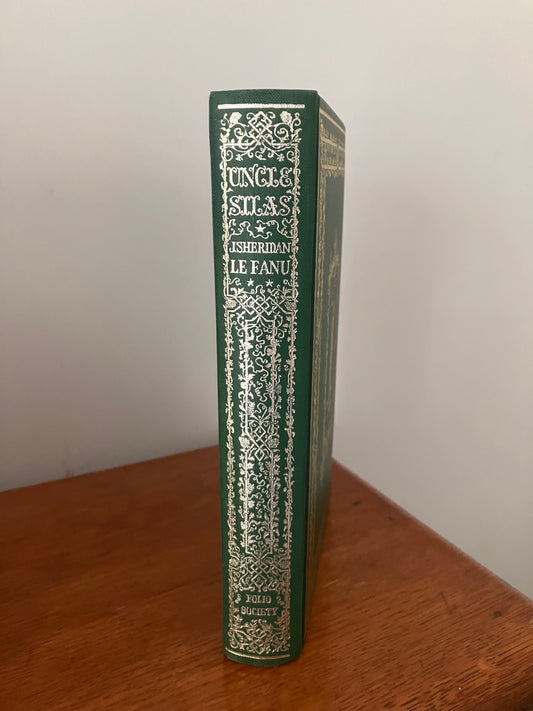 UNCLE
SILAS
J.SHERIDAN
LE FANU
FOLIO
SOCIETY